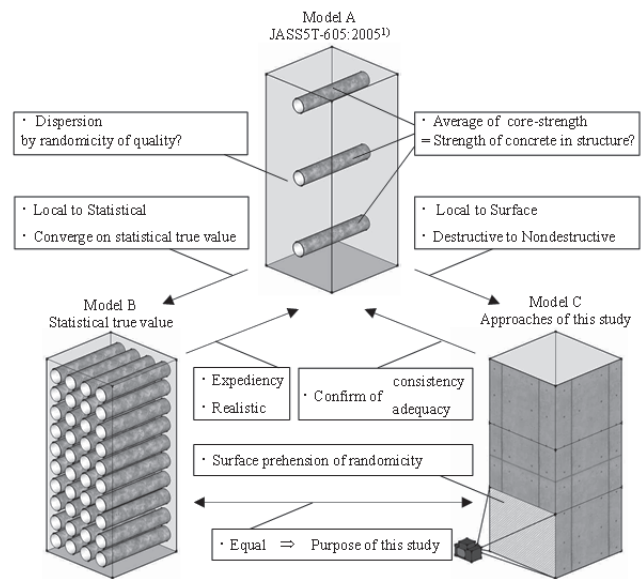 Model A
JASS5T-605:2005¹⁾
・Dispersion
by randomicity of quality?
・Average of core-strength
= Strength of concrete in structure?
・Local to Statistical
・Converge on statistical true value
・Local to Surface
・Destructive to Nondestructive
Model B
Statistical true value
Model C
Approaches of this study
・Expediency
・Realistic
・Confirm of consistency
adequacy
・Surface prehension of randomicity
・Equal ⇒ Purpose of this study